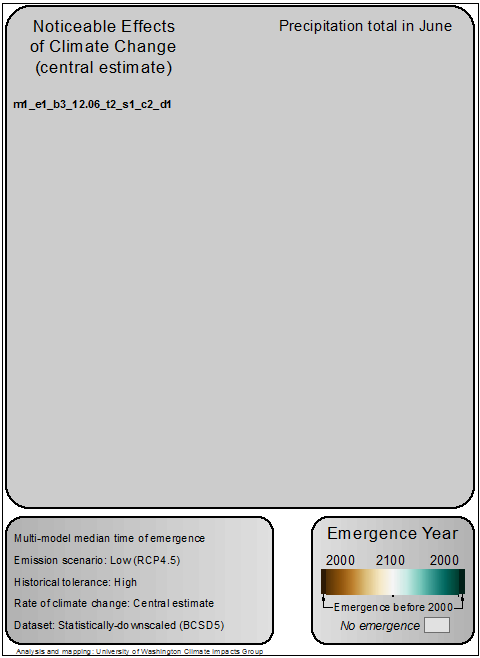 Noticeable Effects
of Climate Change
(central estimate)
Precipitation total in June
m1_e1_b3_12.06_t2_s1_c2_d1
Multi-model median time of emergence
Emission scenario: Low (RCP4.5)
Historical tolerance: High
Rate of climate change: Central estimate
Dataset: Statistically-downscaled (BCSD5)
Emergence Year
2000 2100 2000
Emergence before 2000
No emergence
Analysis and mapping: University of Washington Climate Impacts Group